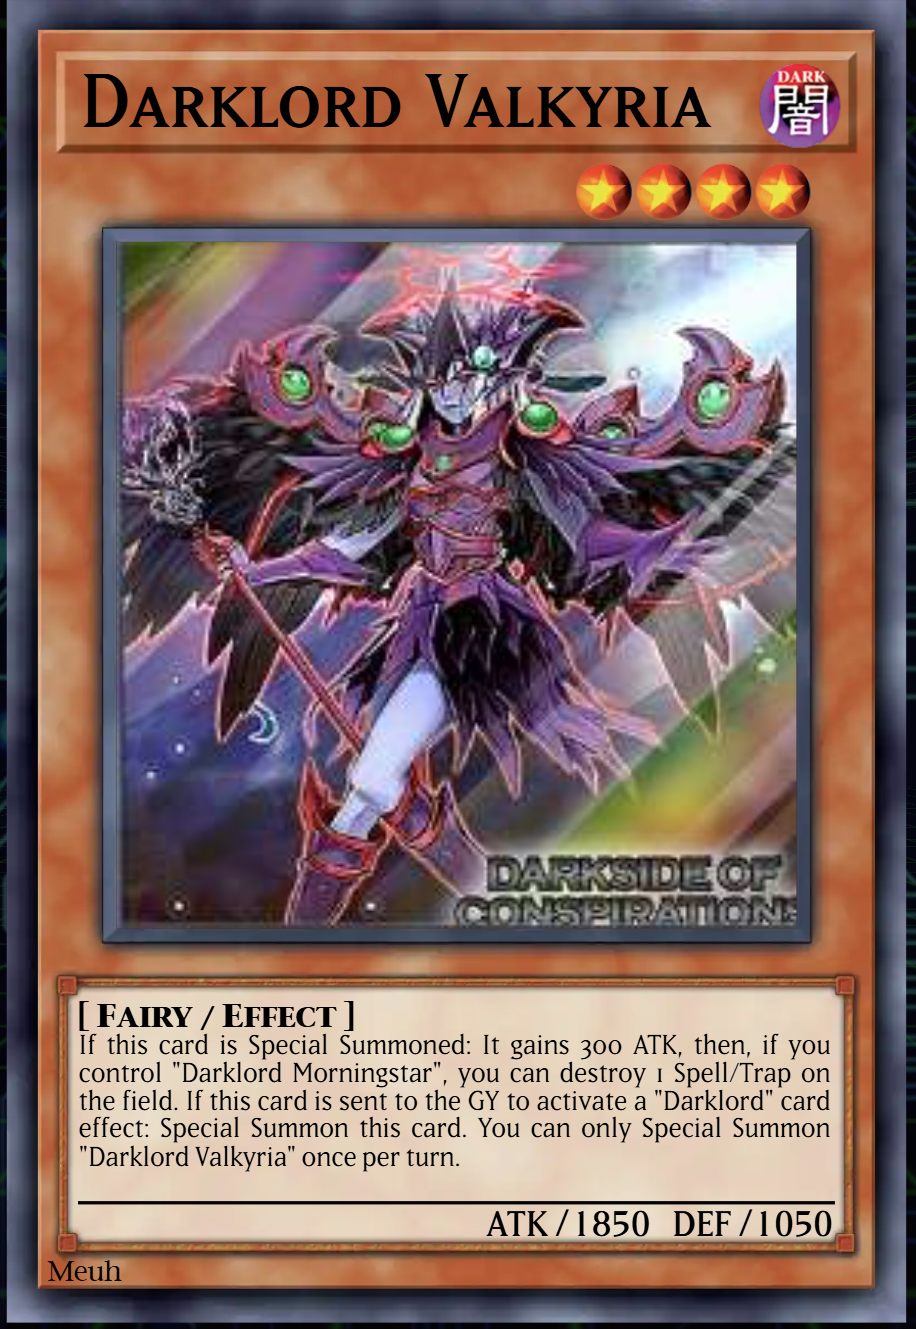 DARKLORD VALKYRIA
DARK
闇
DARKSIDE OF
CONSPIRATIONS
[ FAIRY / EFFECT ]
If this card is Special Summoned: It gains 300 ATK, then, if you
control "Darklord Morningstar", you can destroy 1 Spell/Trap on
the field. If this card is sent to the GY to activate a "Darklord" card
effect: Special Summon this card. You can only Special Summon
"Darklord Valkyria" once per turn.
ATK/1850 DEF/1050
Meuh